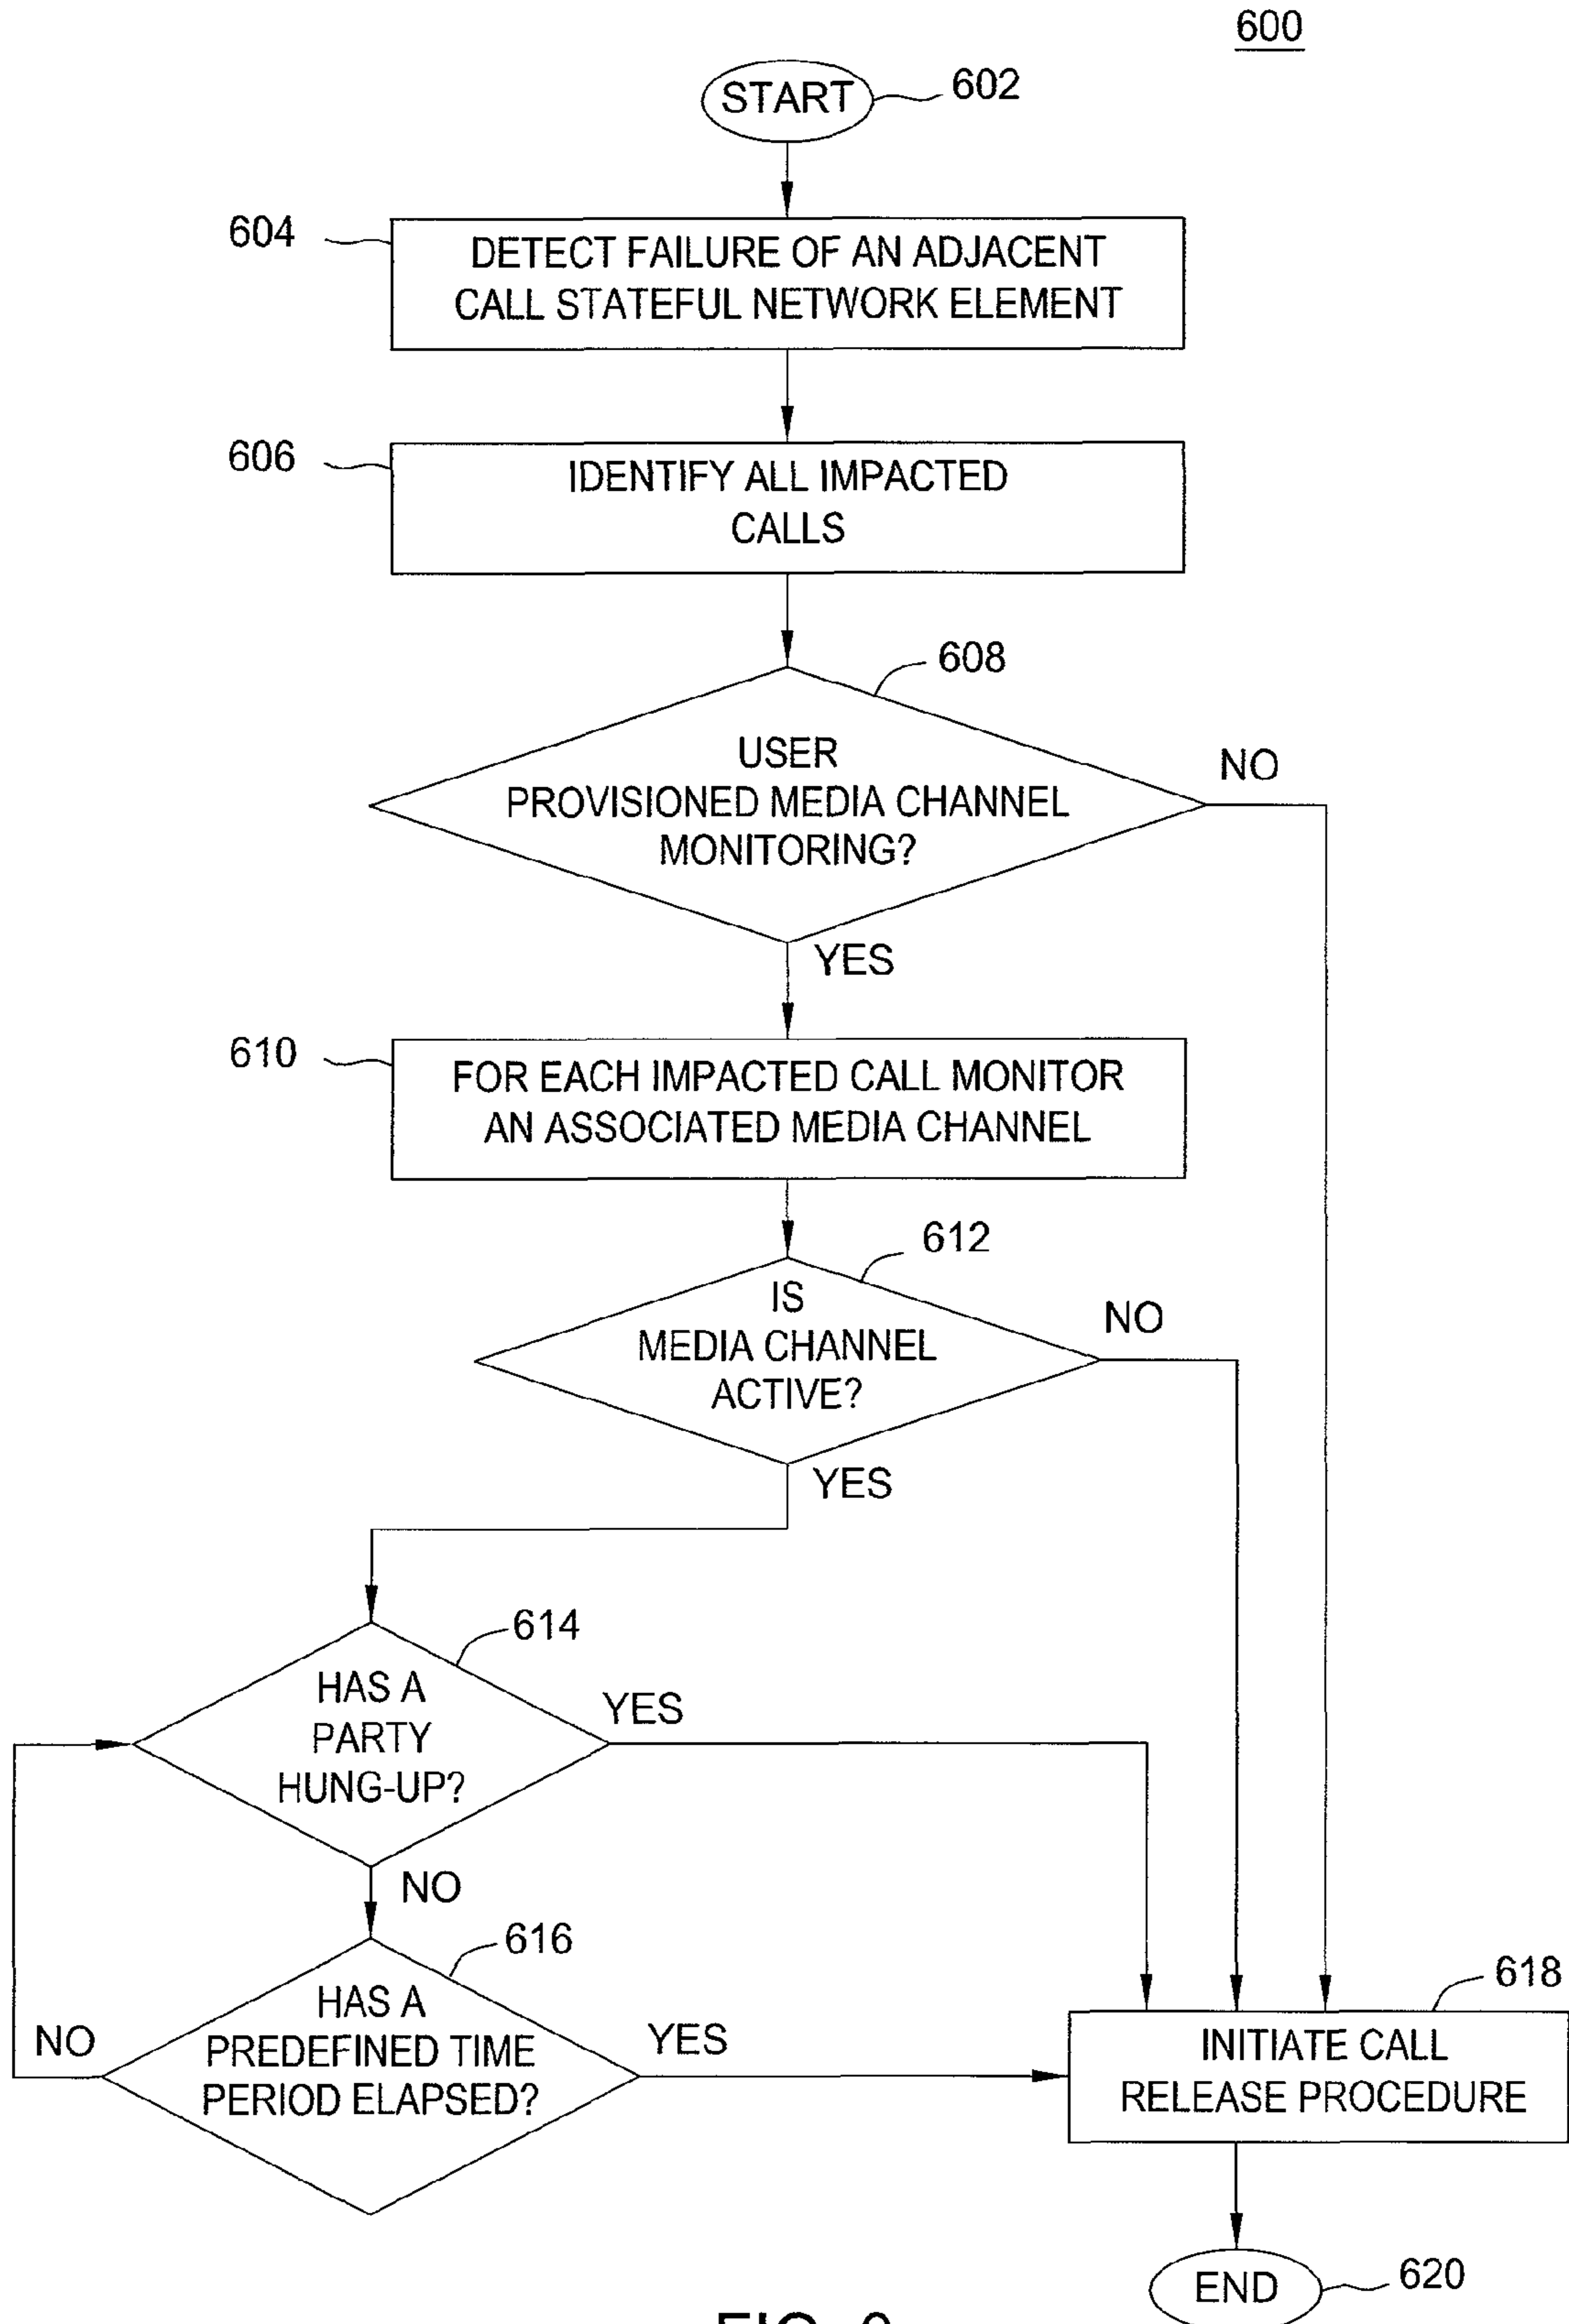 600
START
602
604
DETECT FAILURE OF AN ADJACENT
CALL STATEFUL NETWORK ELEMENT
606
IDENTIFY ALL IMPACTED
CALLS
608
USER
PROVISIONED MEDIA CHANNEL
MONITORING?
NO
YES
610
FOR EACH IMPACTED CALL MONITOR
AN ASSOCIATED MEDIA CHANNEL
612
IS
MEDIA CHANNEL
ACTIVE?
NO
YES
614
HAS A
PARTY
HUNG-UP?
YES
NO
616
HAS A
PREDEFINED TIME
PERIOD ELAPSED?
NO
YES
618
INITIATE CALL
RELEASE PROCEDURE
END
620
FIG.